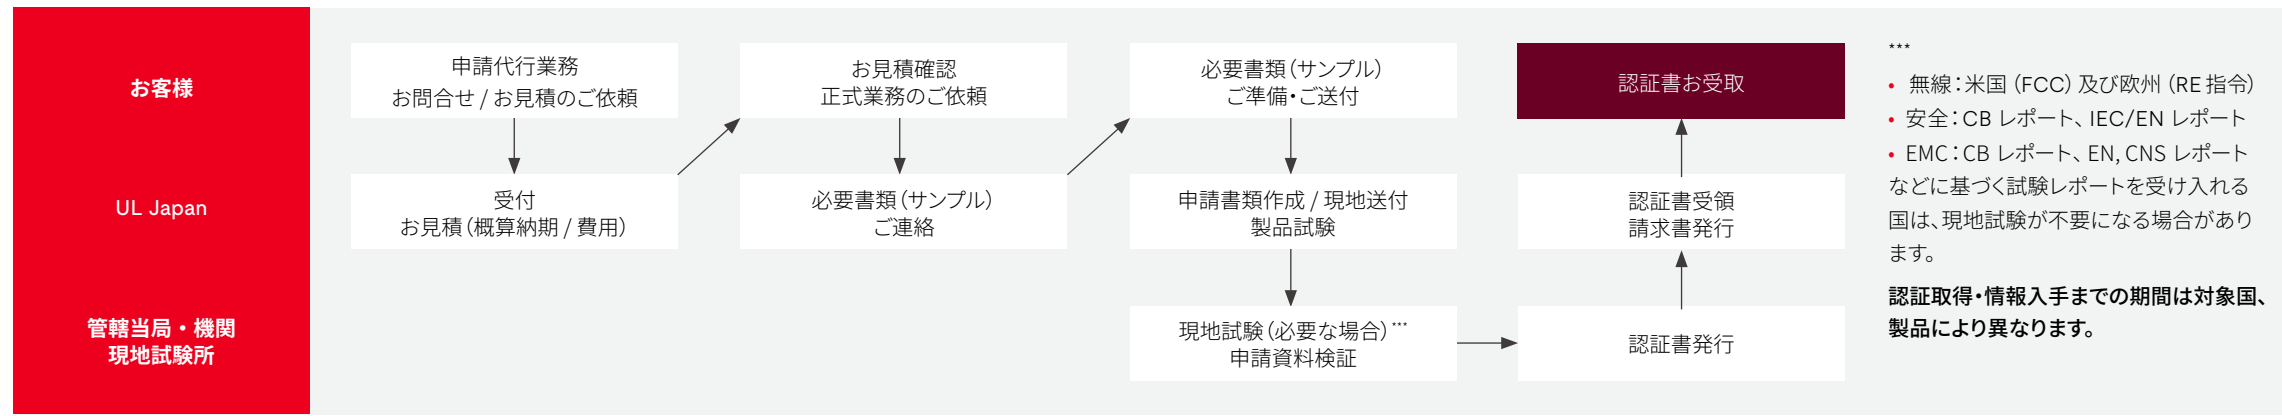 お客様
申請代行業務
お問合せ / お見積のご依頼
お見積確認
正式業務のご依頼
必要書類（サンプル）
ご準備・ご送付
認証書お受取
UL Japan
受付
お見積（概算納期 / 費用）
必要書類（サンプル）
ご連絡
申請書類作成 / 現地送付
製品試験
認証書受領
請求書発行
管轄当局・機関
現地試験所
現地試験（必要な場合）***
申請資料検証
認証書発行
***
• 無線：米国（FCC）及び欧州（RE 指令）
• 安全：CB レポート、IEC/EN レポート
• EMC：CB レポート、EN, CNS レポート
などに基づく試験レポートを受け入れる
国は、現地試験が不要になる場合があり
ます。
認証取得・情報入手までの期間は対象国、
製品により異なります。